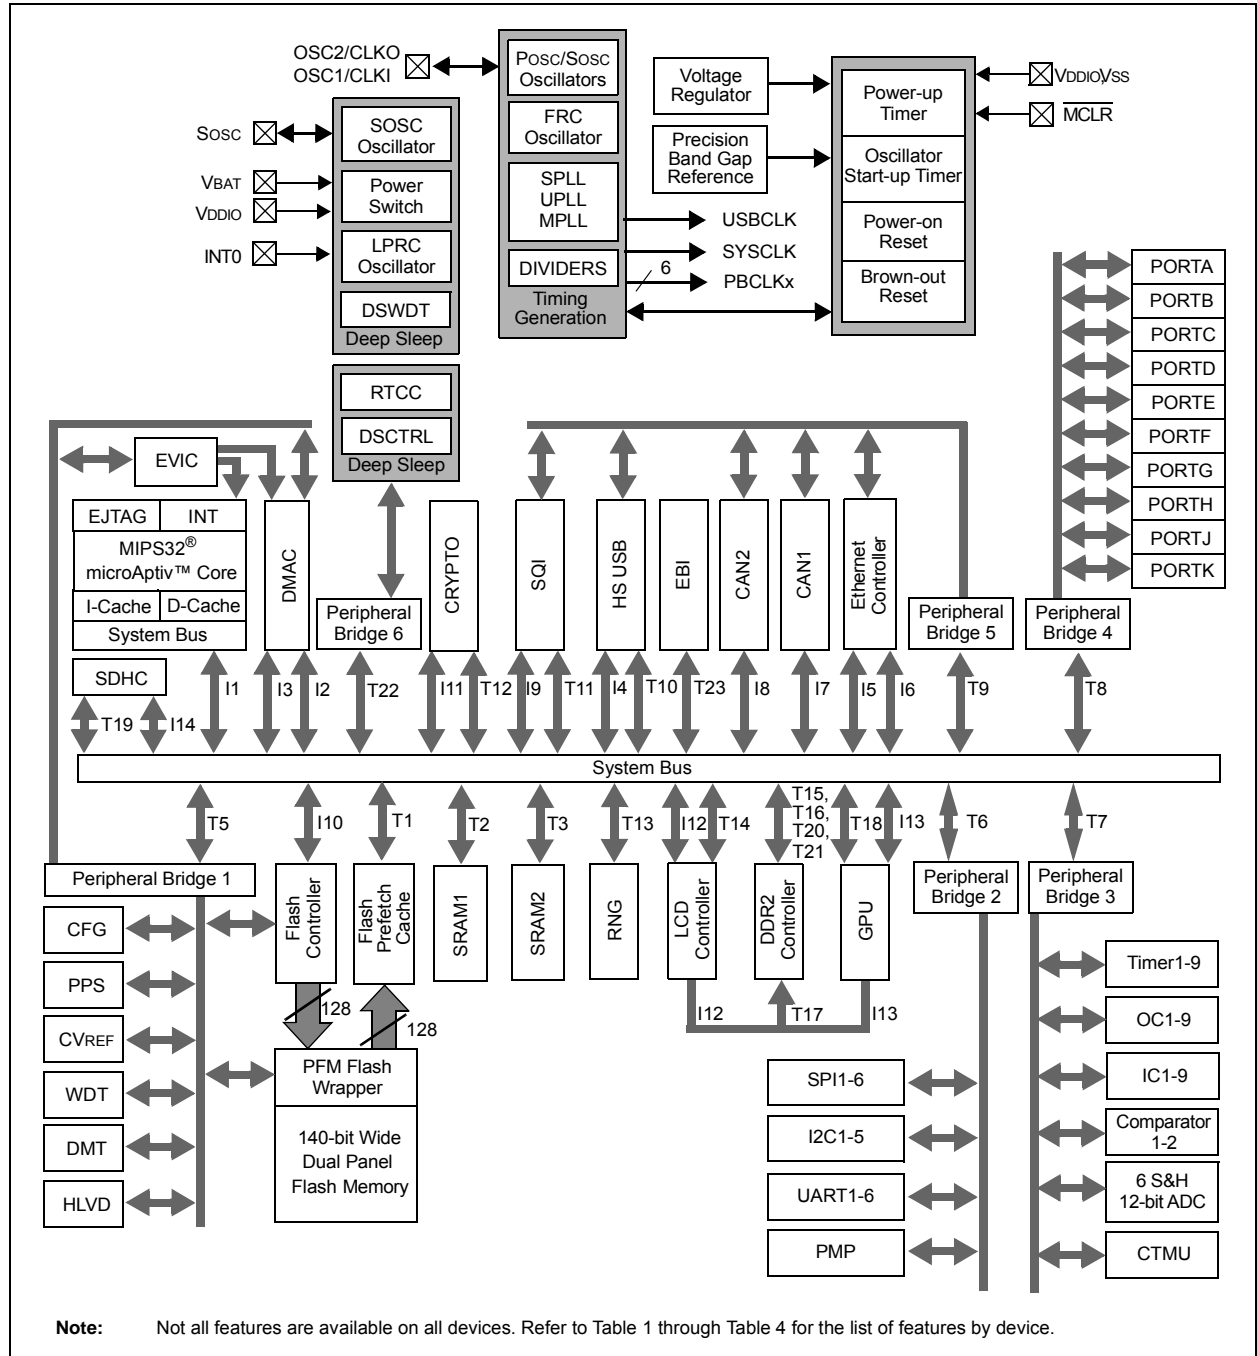 OSC2/CLKO
OSC1/CLKI
POSC/SOSC
Oscillators
FRC
Oscillator
SPLL
UPLL
MPLL
DIVIDERS
Timing
Generation
Voltage
Regulator
Precision
Band Gap
Reference
Power-up
Timer
Oscillator
Start-up Timer
Power-on
Reset
Brown-out
Reset
VDDIO,VSS
MCLR
USBCLK
SYSCLK
6
PBCLKx
SOSC
VBAT
VDDIO
INT0
SOSC
Oscillator
Power
Switch
LPRC
Oscillator
DSWDT
Deep Sleep
RTCC
DSCTRL
Deep Sleep
PORTA
PORTB
PORTC
PORTD
PORTE
PORTF
PORTG
PORTH
PORTJ
PORTK
EVIC
EJTAG
INT
MIPS32®
microAptiv™ Core
I-Cache
D-Cache
System Bus
DMAC
Peripheral
Bridge 6
CRYPTO
SQI
HS USB
EBI
CAN2
CAN1
Ethernet
Controller
Peripheral
Bridge 5
Peripheral
Bridge 4
SDHC
T19
I14
I1
I3
I2
T22
I11
T12
I9
T11
I4
T10
T23
I8
I7
I5
I6
T9
T8
System Bus
T5
I10
T1
T2
T3
T13
I12
T14
T15,
T16,
T20,
T21
T18
I13
T6
T7
Peripheral Bridge 1
Flash
Controller
Flash
Prefetch
Cache
SRAM1
SRAM2
RNG
LCD
Controller
DDR2
Controller
GPU
Peripheral
Bridge 2
Peripheral
Bridge 3
I12
T17
I13
CFG
PPS
CVREF
WDT
DMT
HLVD
128
128
PFM Flash
Wrapper
140-bit Wide
Dual Panel
Flash Memory
SPI1-6
I2C1-5
UART1-6
PMP
Timer1-9
OC1-9
IC1-9
Comparator
1-2
6 S&H
12-bit ADC
CTMU
Note: Not all features are available on all devices. Refer to Table 1 through Table 4 for the list of features by device.